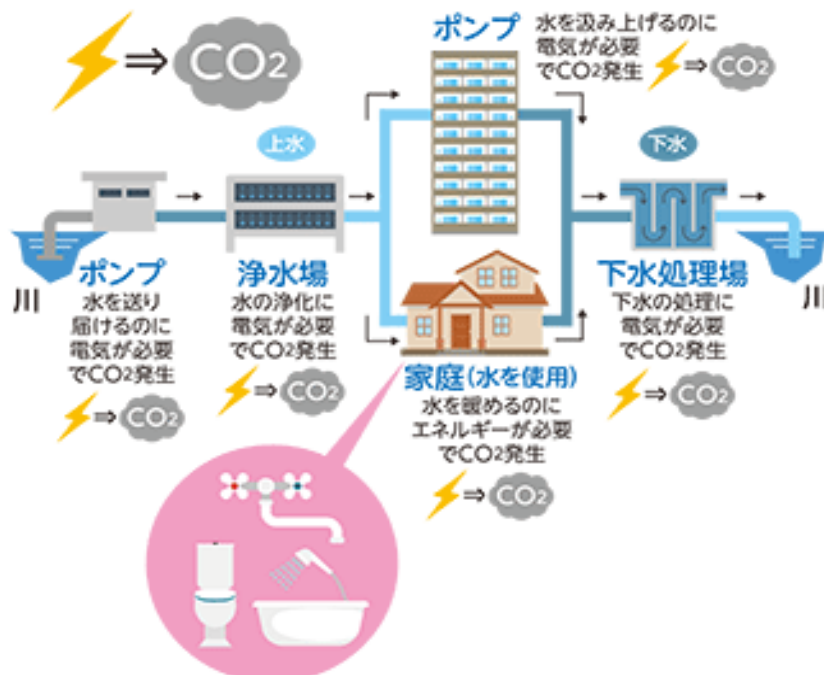 CO2
ポンプ
水を汲み上げるのに
電気が必要
でCO2発生
CO2
上水
下水
川
ポンプ
水を送り
届けるのに
電気が必要
でCO2発生
CO2
浄水場
水の浄化に
電気が必要
でCO2発生
CO2
家庭(水を使用)
水を暖めるのに
エネルギーが必要
でCO2発生
CO2
下水処理場
下水の処理に
電気が必要
でCO2発生
CO2
川